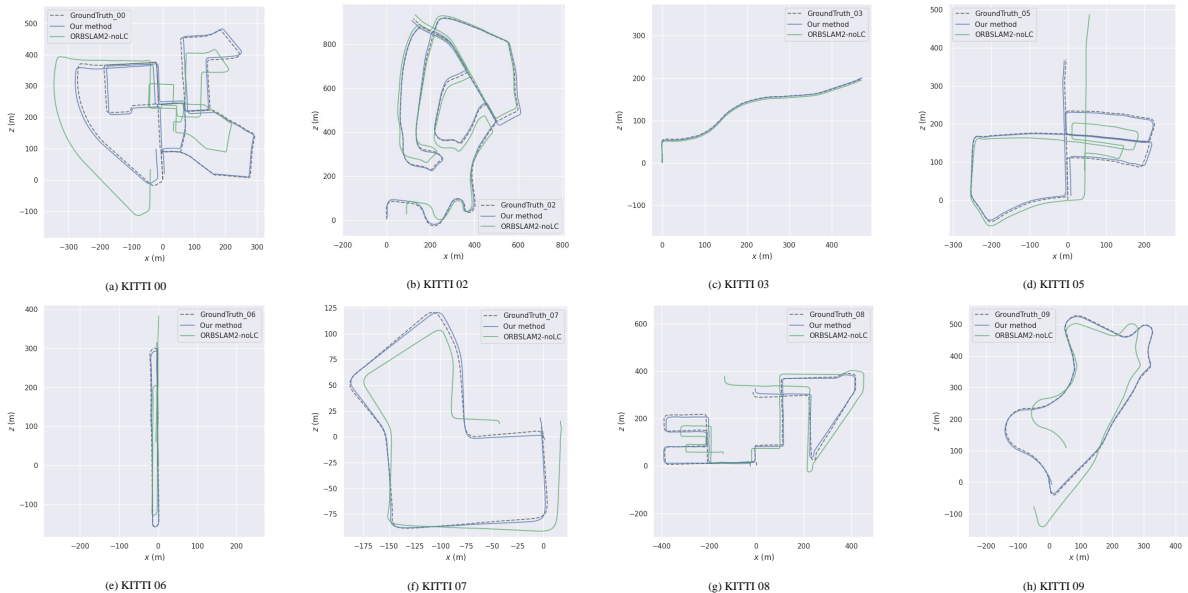 500
400
300
200
100
0
−100
z (m)
−300
−200
−100
0
100
200
300
x (m)
GroundTruth_00
Our method
ORBSLAM2-noLC
(a) KITTI 00
800
600
400
200
0
z (m)
−200
0
200
400
600
800
x (m)
GroundTruth_02
Our method
ORBSLAM2-noLC
(b) KITTI 02
300
200
100
0
−100
z (m)
0
100
200
300
400
x (m)
GroundTruth_03
Our method
ORBSLAM2-noLC
(c) KITTI 03
500
400
300
200
100
0
z (m)
−300
−200
−100
0
100
200
x (m)
GroundTruth_05
Our method
ORBSLAM2-noLC
(d) KITTI 05
400
300
200
100
0
−100
z (m)
−200
−100
0
100
200
x (m)
GroundTruth_06
Our method
ORBSLAM2-noLC
(e) KITTI 06
125
100
75
50
25
0
−25
−50
−75
z (m)
−175
−150
−125
−100
−75
−50
−25
0
x (m)
GroundTruth_07
Our method
ORBSLAM2-noLC
(f) KITTI 07
600
400
200
0
−200
z (m)
−400
−200
0
200
400
x (m)
GroundTruth_08
Our method
ORBSLAM2-noLC
(g) KITTI 08
500
400
300
200
100
0
−100
z (m)
−200
−100
0
100
200
300
400
x (m)
GroundTruth_09
Our method
ORBSLAM2-noLC
(h) KITTI 09